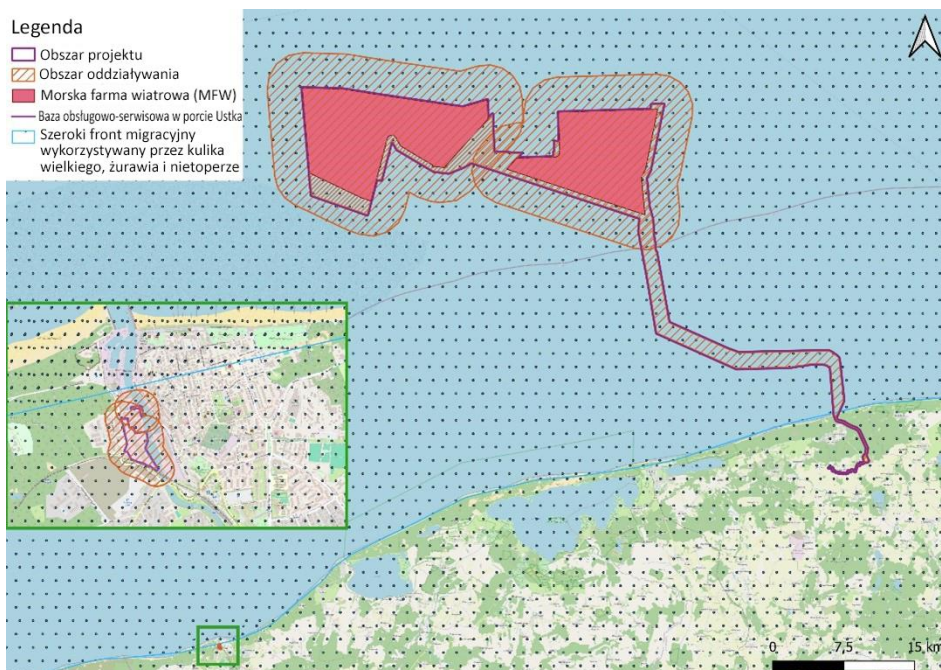 Legenda
Obszar projektu
Obszar oddziaływania
Morska farma wiatrowa (MFW)
Baza obsługowo-serwisowa w porcie Ustka
Szeroki front migracyjny
wykorzystywany przez kulika
wielkiego, żurawia i nietoperze
0 7,5 15 km